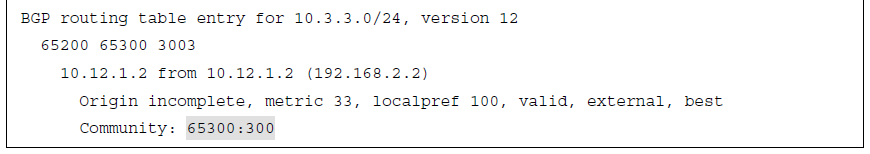 BGP routing table entry for 10.3.3.0/24, version 12
65200 65300 3003
10.12.1.2 from 10.12.1.2 (192.168.2.2)
Origin incomplete, metric 33, localpref 100, valid, external, best
Community: 65300:300